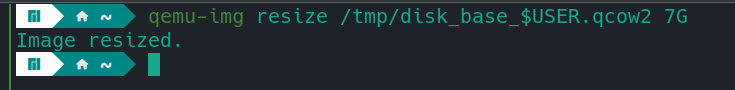 ~ qemu-img resize /tmp/disk_base_$USER.qcow2 7G
Image resized.
~